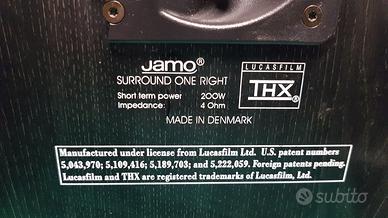 Jamo®
SURROUND ONE RIGHT
Short term power 200W
Impedance: 4 Ohm
MADE IN DENMARK
LUCASFILM
THX®
Manufactured under license from Lucasfilm Ltd. U.S. patent numbers
5,043,970; 5,109,416; 5,189,703; and 5,222,059. Foreign patents pending.
Lucasfilm and THX are registered trademarks of Lucasfilm, Ltd.
subito